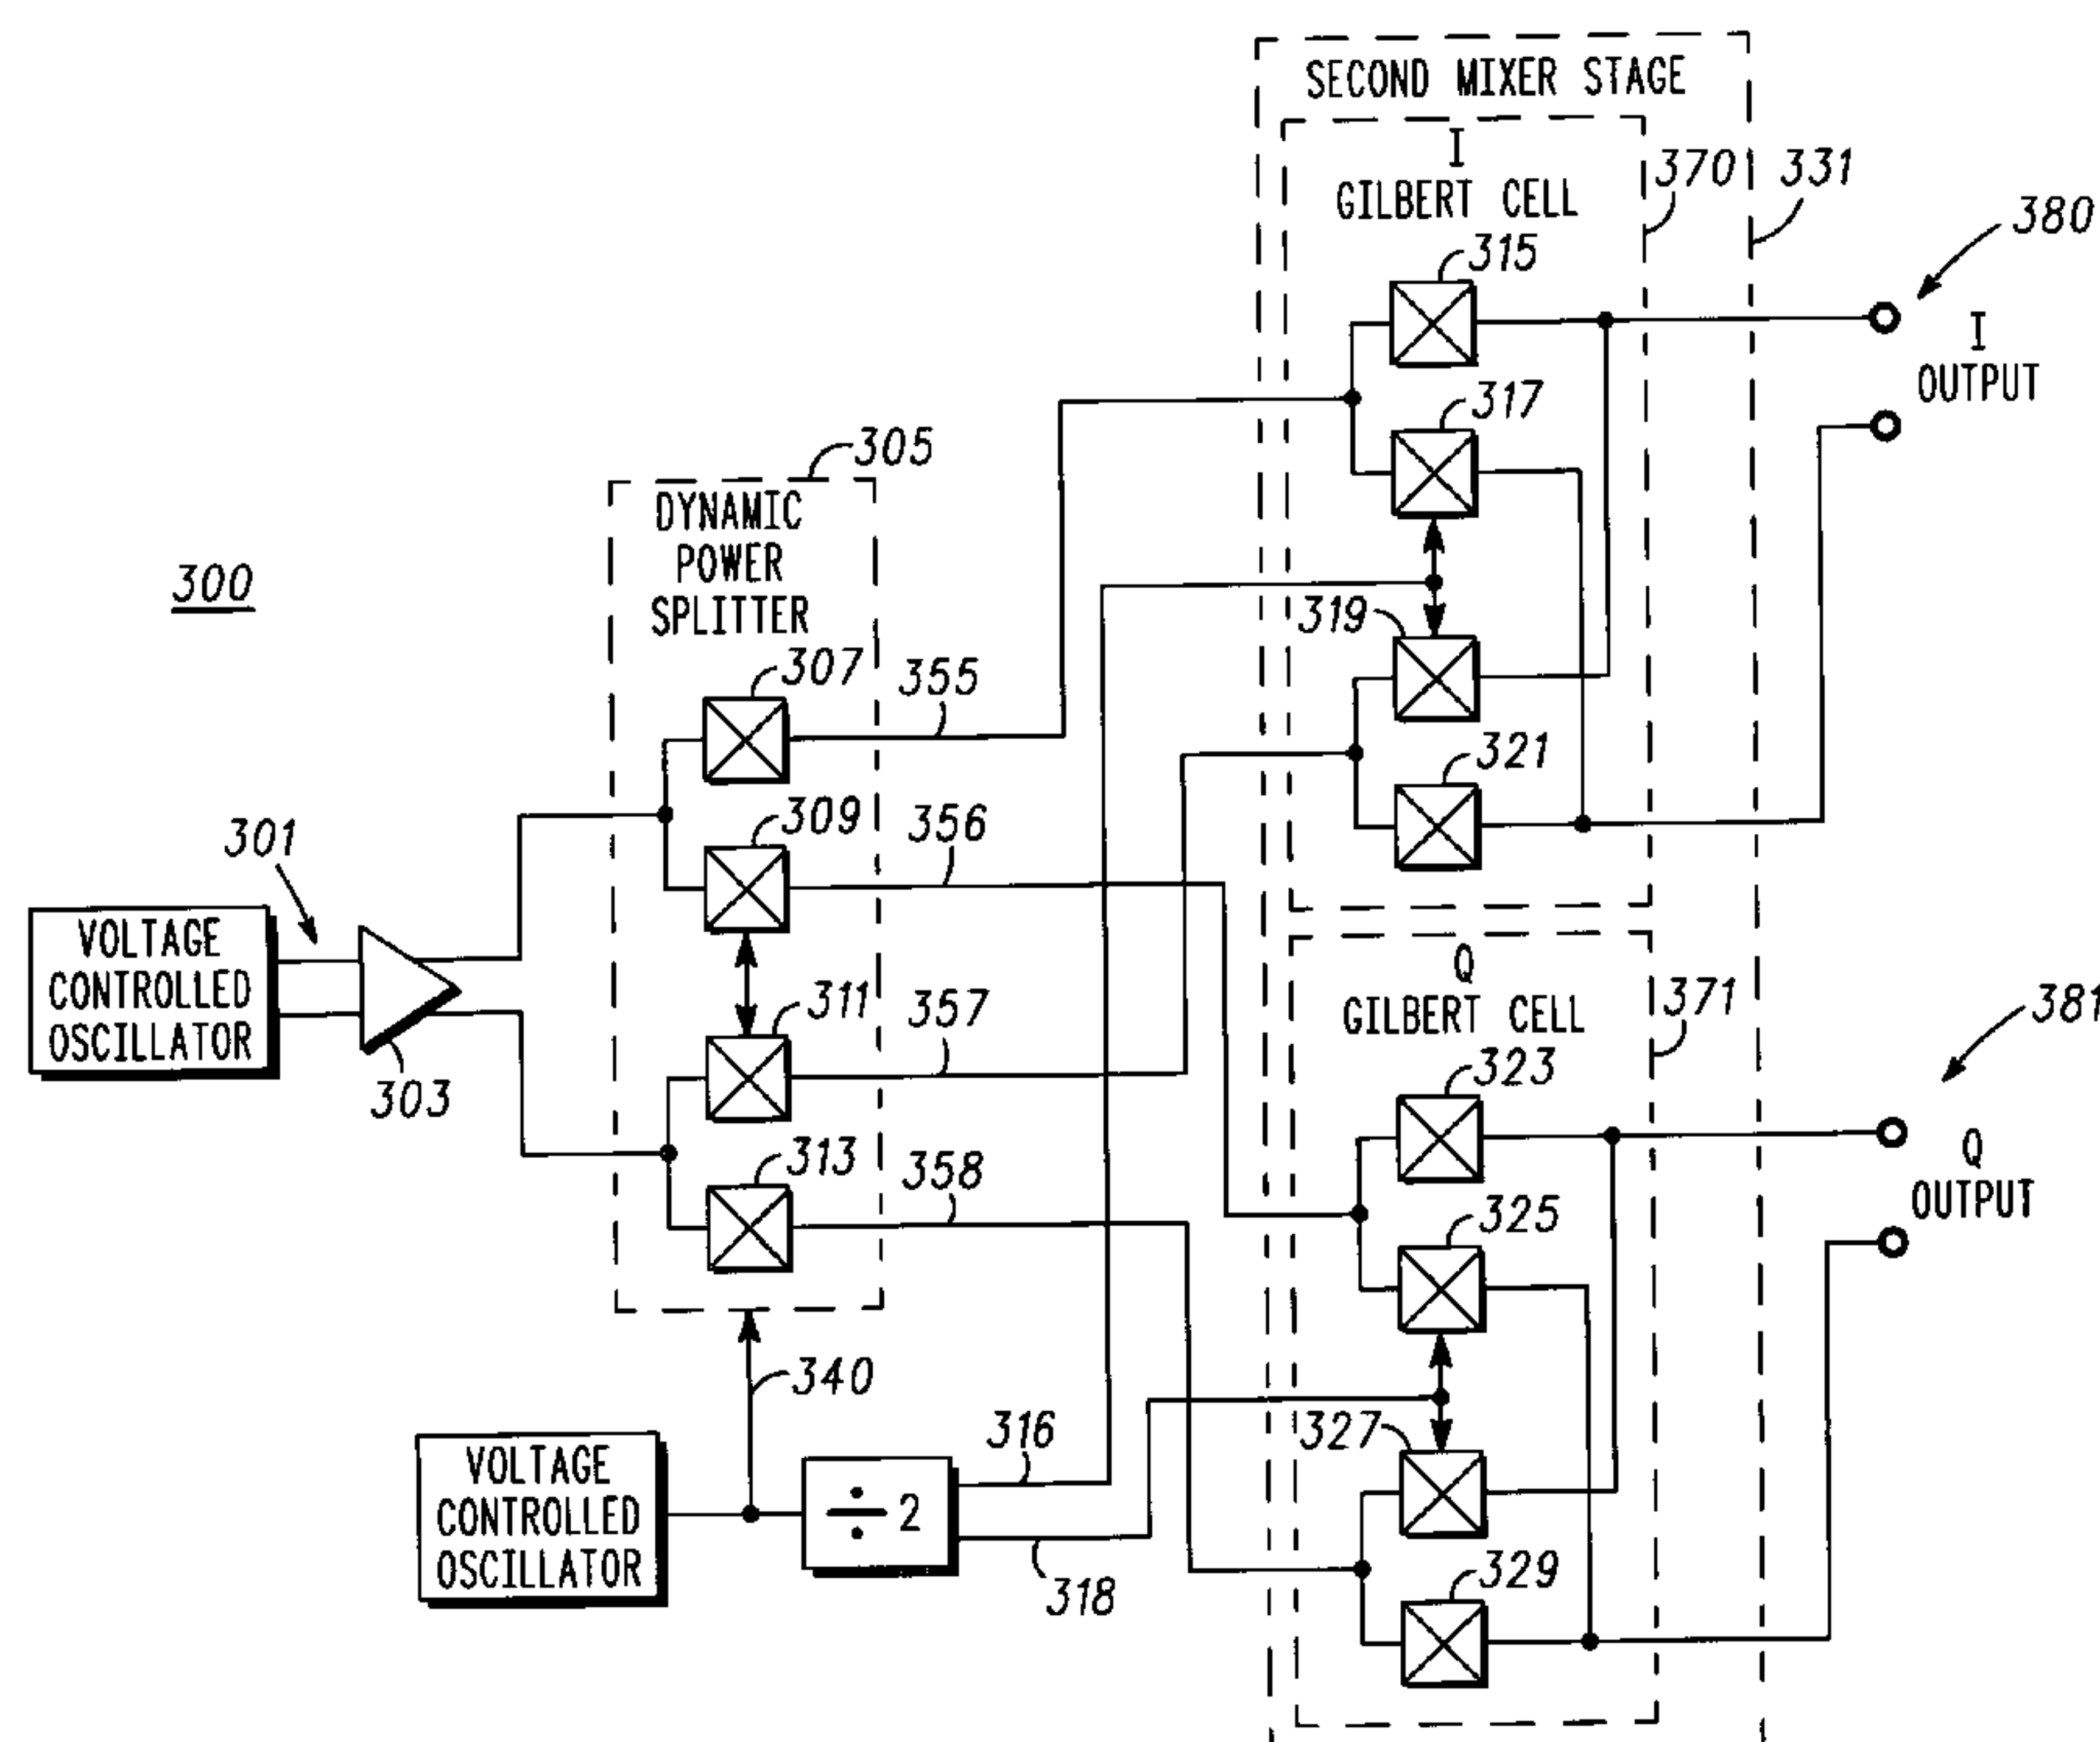 SECOND MIXER STAGE
I
GILBERT CELL
370
331
380
315
I
OUTPUT
317
305
DYNAMIC
POWER
SPLITTER
300
319
307
355
321
309
356
301
VOLTAGE
CONTROLLED
OSCILLATOR
303
Q
GILBERT CELL
371
381
311
357
323
Q
OUTPUT
313
358
325
340
316
327
VOLTAGE
CONTROLLED
OSCILLATOR
÷ 2
318
329